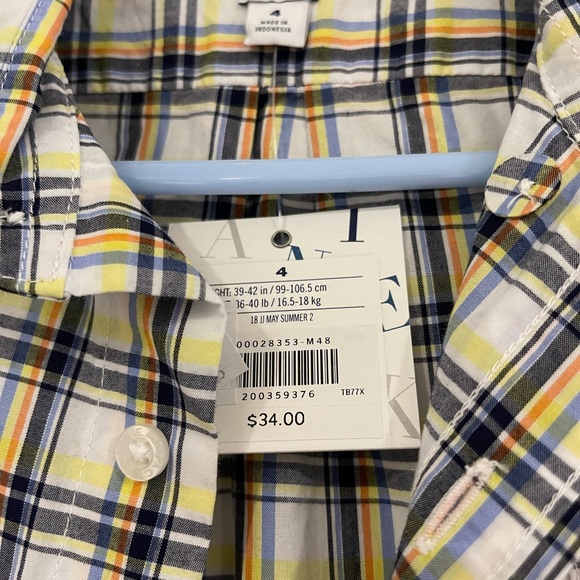 4
MADE IN
INDONESIA
A I
N
E
K
4
GHT: 39-42 in / 99-106.5 cm
36-40 lb / 16.5-18 kg
18 JJ MAY SUMMER 2
00028353-M48
200359376 TB77X
$34.00